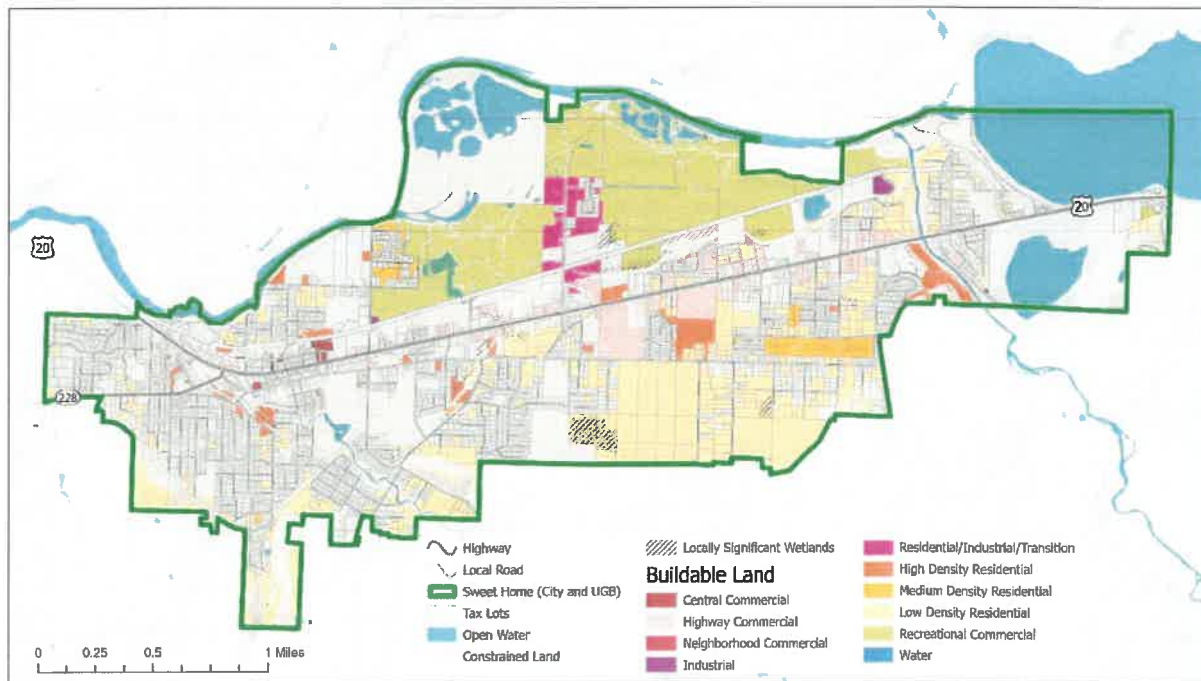 20
20
228
Highway
Local Road
Sweet Home (City and UGB)
Tax Lots
Open Water
Constrained Land
0 0.25 0.5 1 Miles
Locally Significant Wetlands
Buildable Land
Central Commercial
Highway Commercial
Neighborhood Commercial
Industrial
Residential/Industrial/Transition
High Density Residential
Medium Density Residential
Low Density Residential
Recreational Commercial
Water